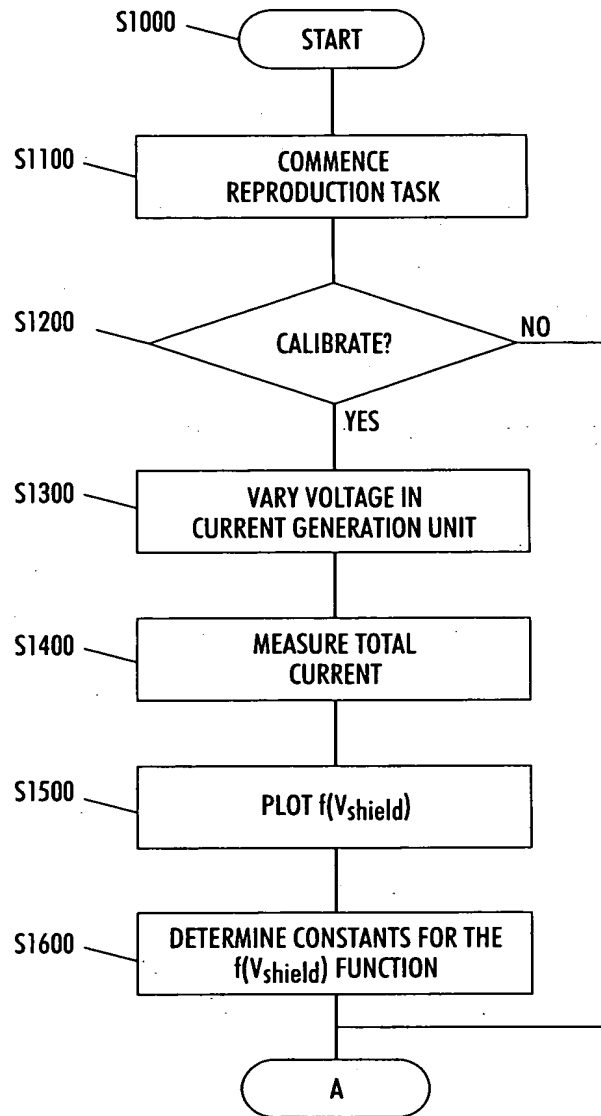 S1000
START
S1100
COMMENCE
REPRODUCTION TASK
S1200
CALIBRATE?
NO
YES
S1300
VARY VOLTAGE IN
CURRENT GENERATION UNIT
S1400
MEASURE TOTAL
CURRENT
S1500
PLOT f(Vshield)
S1600
DETERMINE CONSTANTS FOR THE
f(Vshield) FUNCTION
A